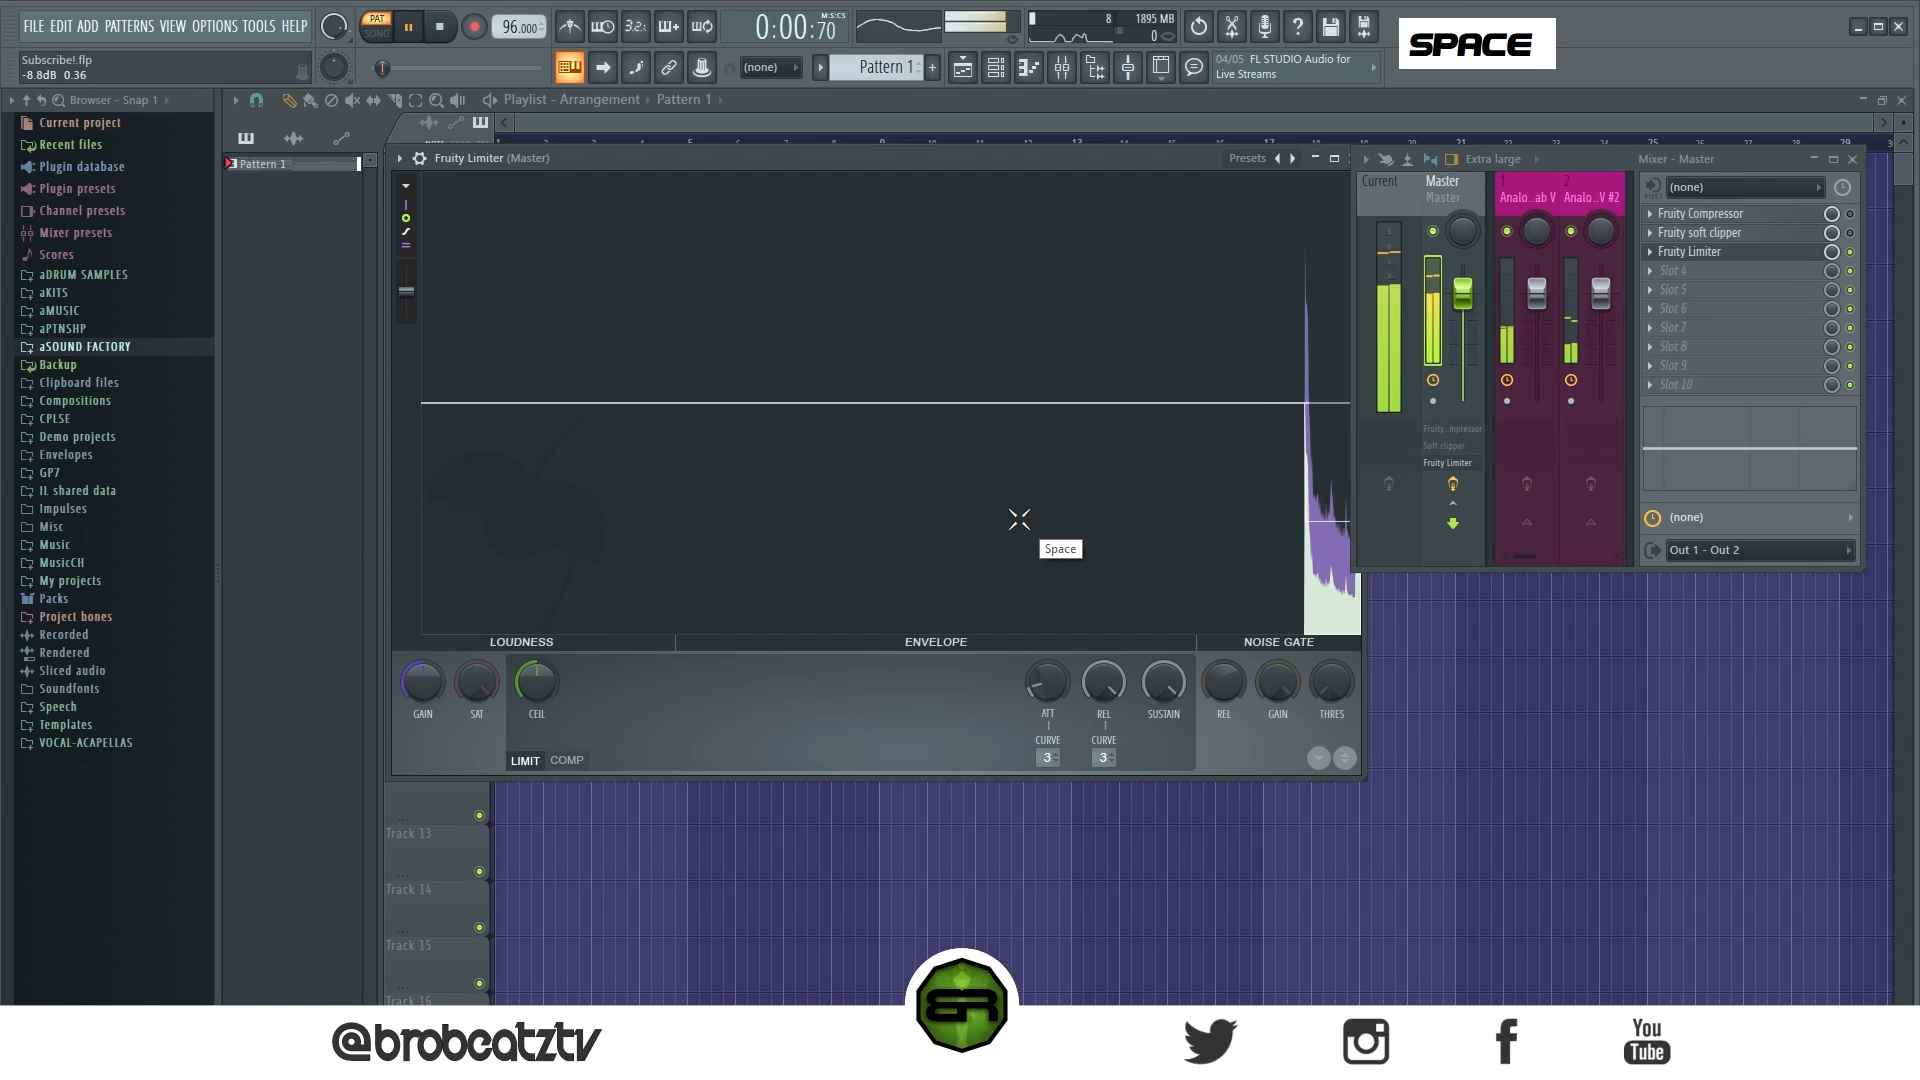 FILE EDIT ADD PATTERNS VIEW OPTIONS TOOLS HELP
PAT
SONG
96.000
3.2.:
0:00:70
M:S:CS
8
1895 MB
0
SPACE
Subscribe!.flp
-8.8dB 0.36
(none)
Pattern 1
04/05 FL STUDIO Audio for
Live Streams
Browser - Snap 1
Playlist - Arrangement
Pattern 1
Current project
Recent files
Plugin database
Plugin presets
Channel presets
Mixer presets
Scores
aDRUM SAMPLES
aKITS
aMUSIC
aPTNSHP
aSOUND FACTORY
Backup
Clipboard files
Compositions
CPLSE
Demo projects
Envelopes
GP7
IL shared data
Impulses
Misc
Music
MusicCH
My projects
Packs
Project bones
Recorded
Rendered
Sliced audio
Soundfonts
Speech
Templates
VOCAL-ACAPELLAS
Pattern 1
Fruity Limiter (Master)
Presets
Space
LOUDNESS
ENVELOPE
NOISE GATE
GAIN
SAT
CEIL
ATT
REL
SUSTAIN
REL
GAIN
THRES
CURVE
CURVE
3
3
LIMIT
COMP
Extra large
Mixer - Master
Current
Master
Master
1
2
Analo..ab V
Analo..V #2
Fruity..mpressor
Soft clipper
Fruity Limiter
(none)
Fruity Compressor
Fruity soft clipper
Fruity Limiter
Slot 4
Slot 5
Slot 6
Slot 7
Slot 8
Slot 9
Slot 10
(none)
Out 1 - Out 2
Track 13
Track 14
Track 15
Track 16
@brobeatztv
BR
You
Tube